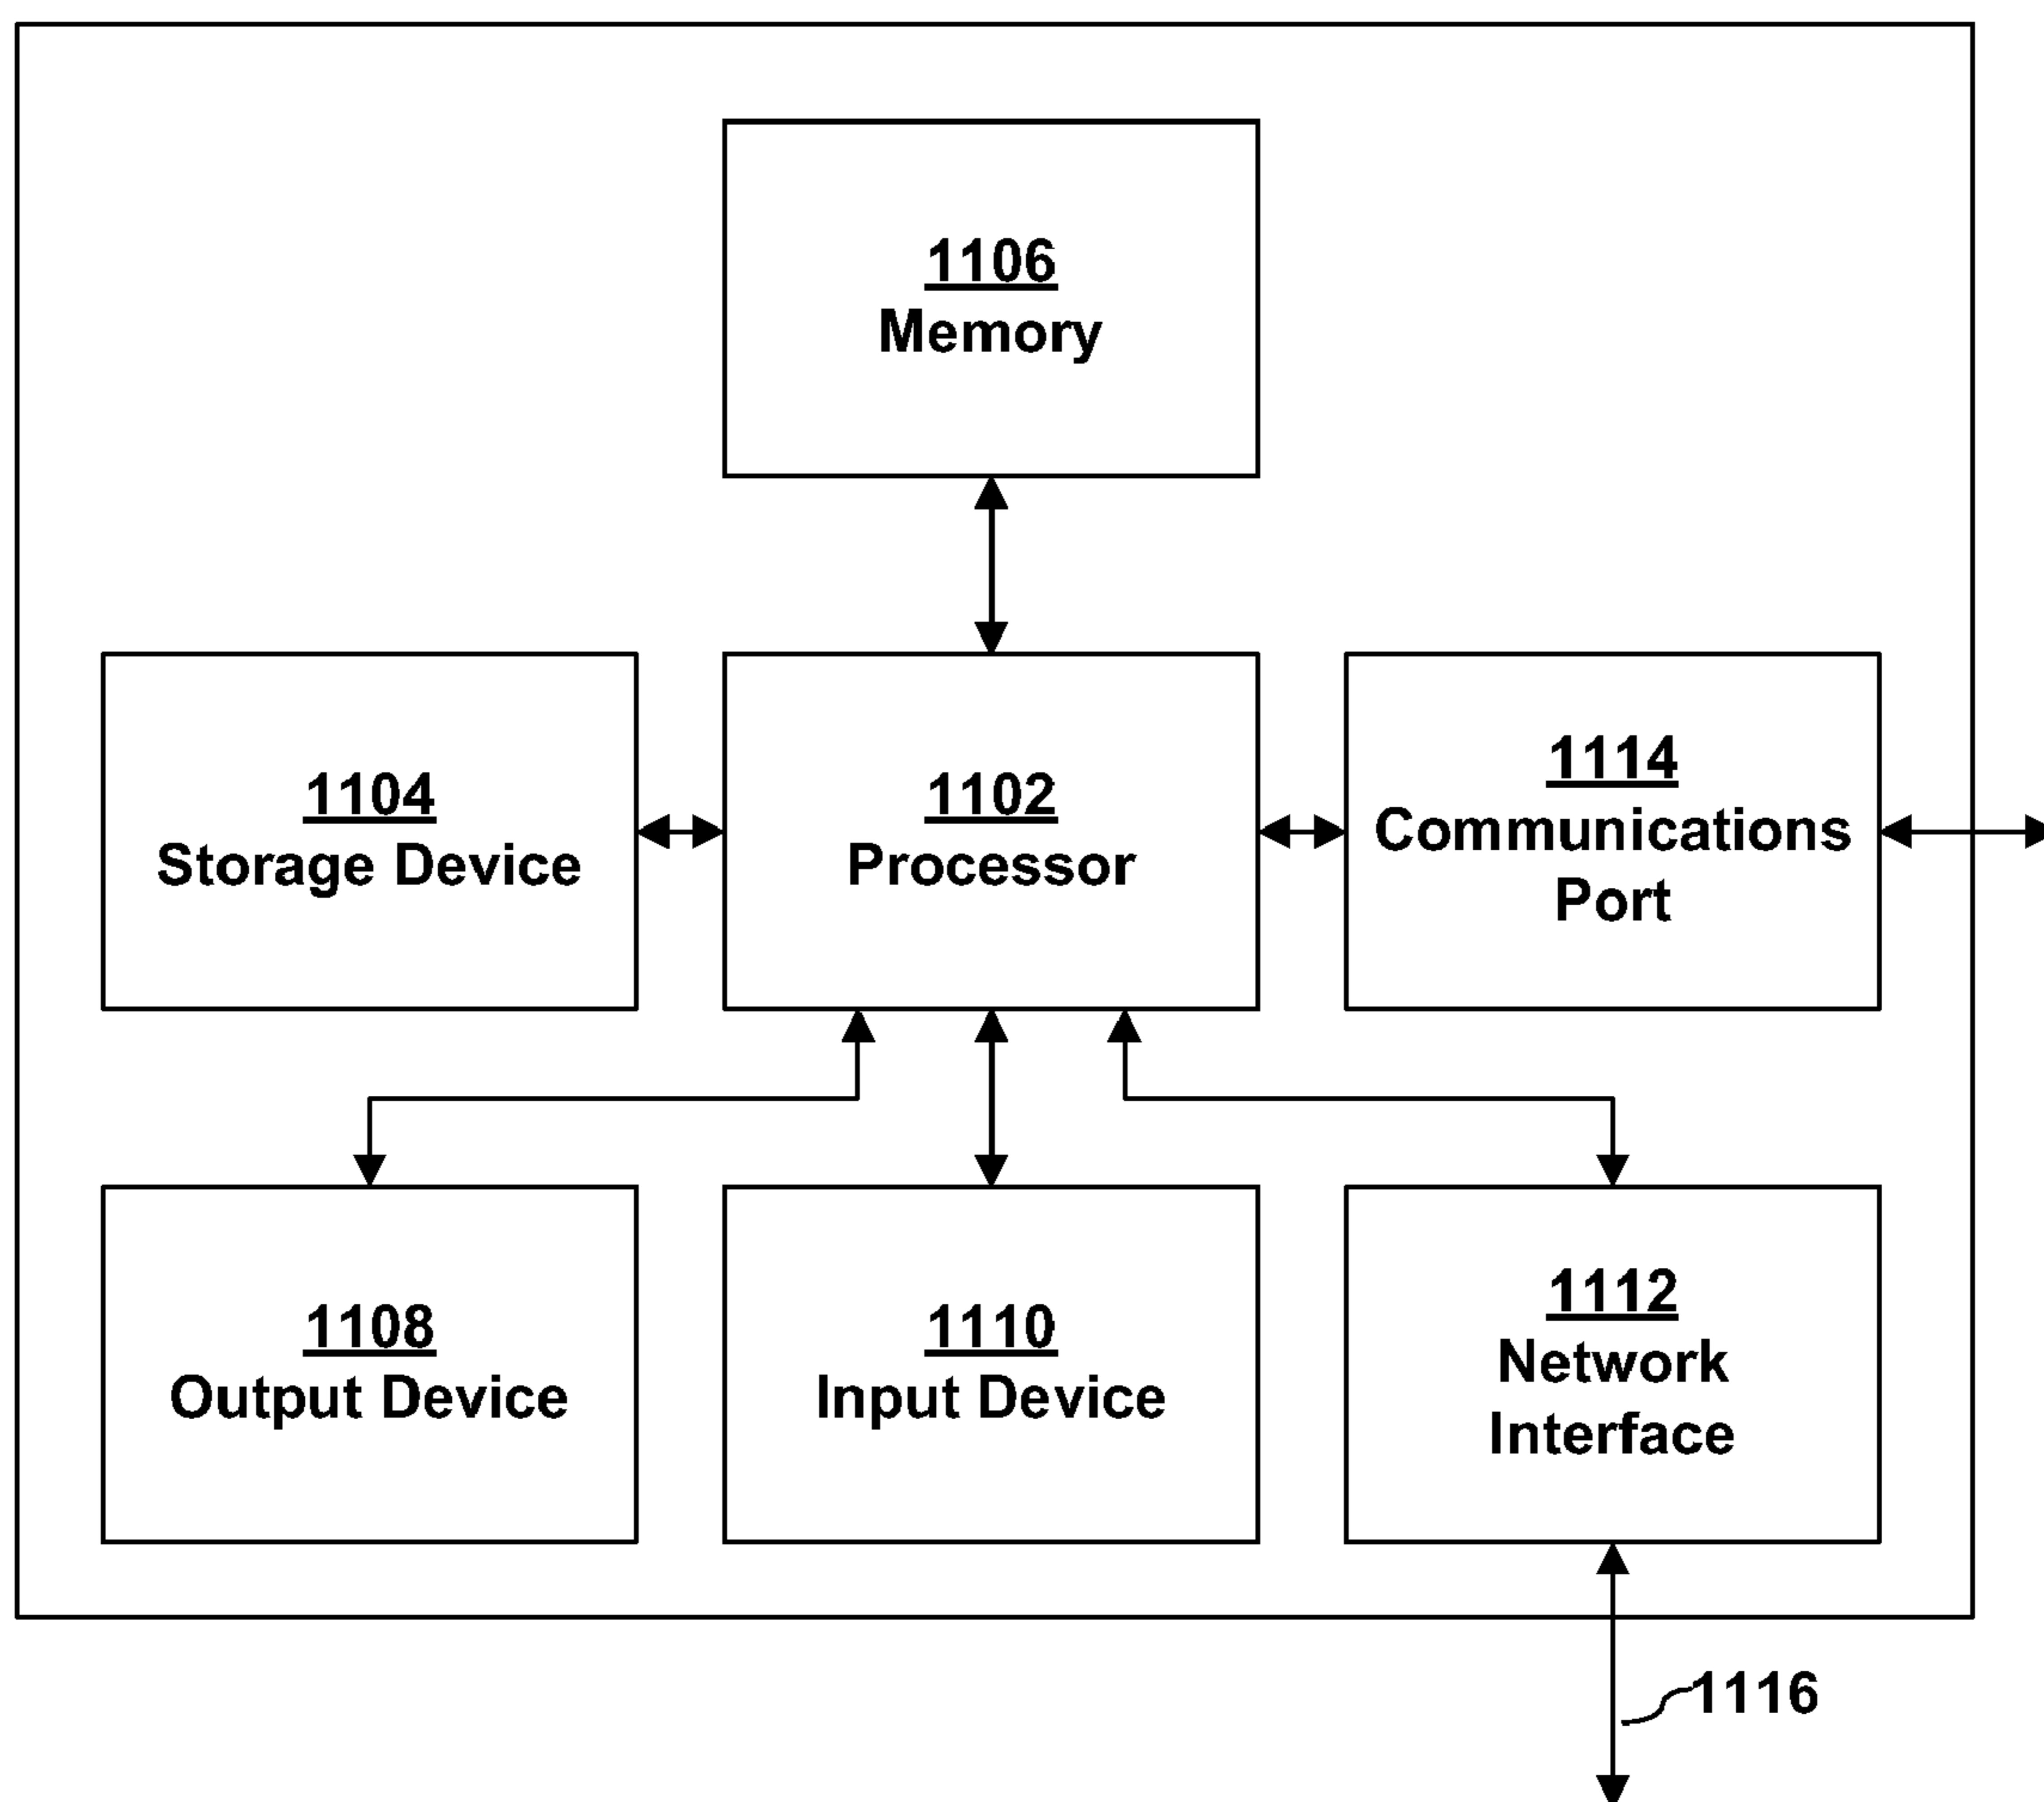 1106
Memory
1104
Storage Device
1102
Processor
1114
Communications
Port
1108
Output Device
1110
Input Device
1112
Network
Interface
1116